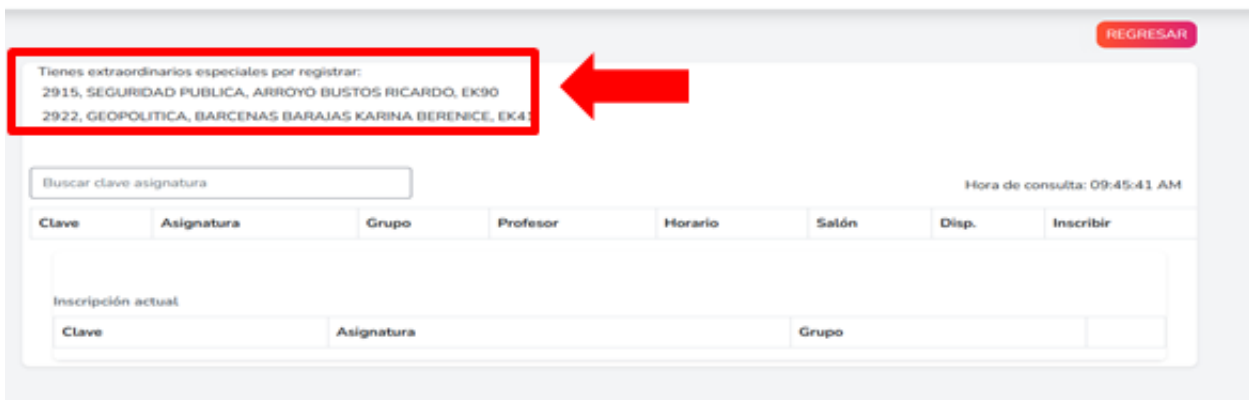 REGRESAR
Tienes extraordinarios especiales por registrar:
2915, SEGURIDAD PUBLICA, ARROYO BUSTOS RICARDO, EK90
2922, GEOPOLITICA, BARCENAS BARAJAS KARINA BERENICE, EK41
Buscar clave asignatura
Hora de consulta: 09:45:41 AM
Clave Asignatura Grupo Profesor Horario Salón Disp. Inscribir
Inscripción actual
Clave Asignatura Grupo